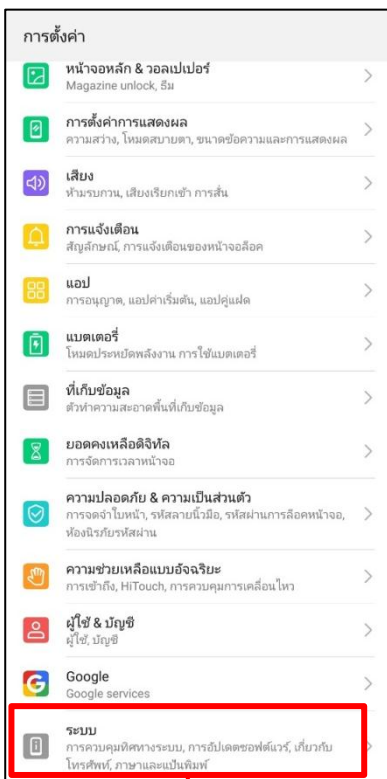 การตั้งค่า
หน้าจอหลัก & วอลเปเปอร์
Magazine unlock, ธีม
การตั้งค่าการแสดงผล
ความสว่าง, โหมดสบายตา, ขนาดข้อความและการแสดงผล
เสียง
ห้ามรบกวน, เสียงเรียกเข้า การสั่น
การแจ้งเตือน
สัญลักษณ์, การแจ้งเตือนของหน้าจอล็อค
แอป
การอนุญาต, แอปค่าเริ่มต้น, แอปคู่แฝด
แบตเตอรี่
โหมดประหยัดพลังงาน การใช้แบตเตอรี่
ที่เก็บข้อมูล
ตัวทำความสะอาดพื้นที่เก็บข้อมูล
ยอดคงเหลือดิจิทัล
การจัดการเวลาหน้าจอ
ความปลอดภัย & ความเป็นส่วนตัว
การจดจำใบหน้า, รหัสลายนิ้วมือ, รหัสผ่านการล็อคหน้าจอ,
ห้องนิรภัยรหัสผ่าน
ความช่วยเหลือแบบอัจฉริยะ
การเข้าถึง, HiTouch, การควบคุมการเคลื่อนไหว
ผู้ใช้ & บัญชี
ผู้ใช้, บัญชี
Google
Google services
ระบบ
การควบคุมทิศทางระบบ, การอัปเดตซอฟต์แวร์, เกี่ยวกับ
โทรศัพท์, ภาษาและแป้นพิมพ์